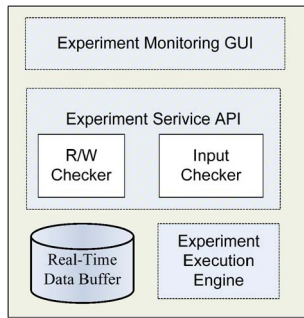 Experiment Monitoring GUI
Experiment Serivice API
R/W
Checker
Input
Checker
Real-Time
Data Buffer
Experiment
Execution
Engine